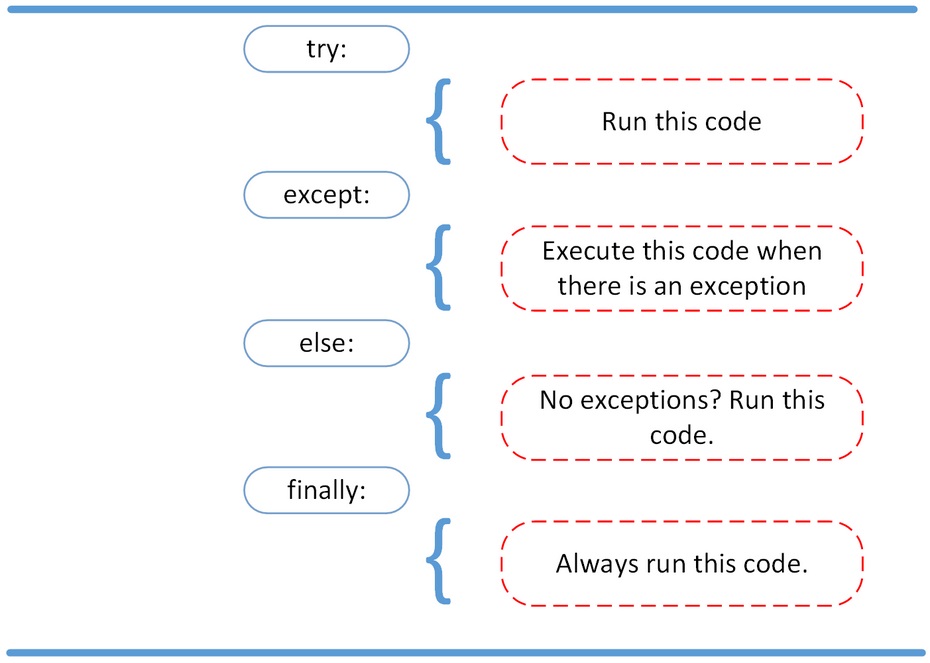 try:
Run this code
except:
Execute this code when
there is an exception
else:
No exceptions? Run this
code.
finally:
Always run this code.